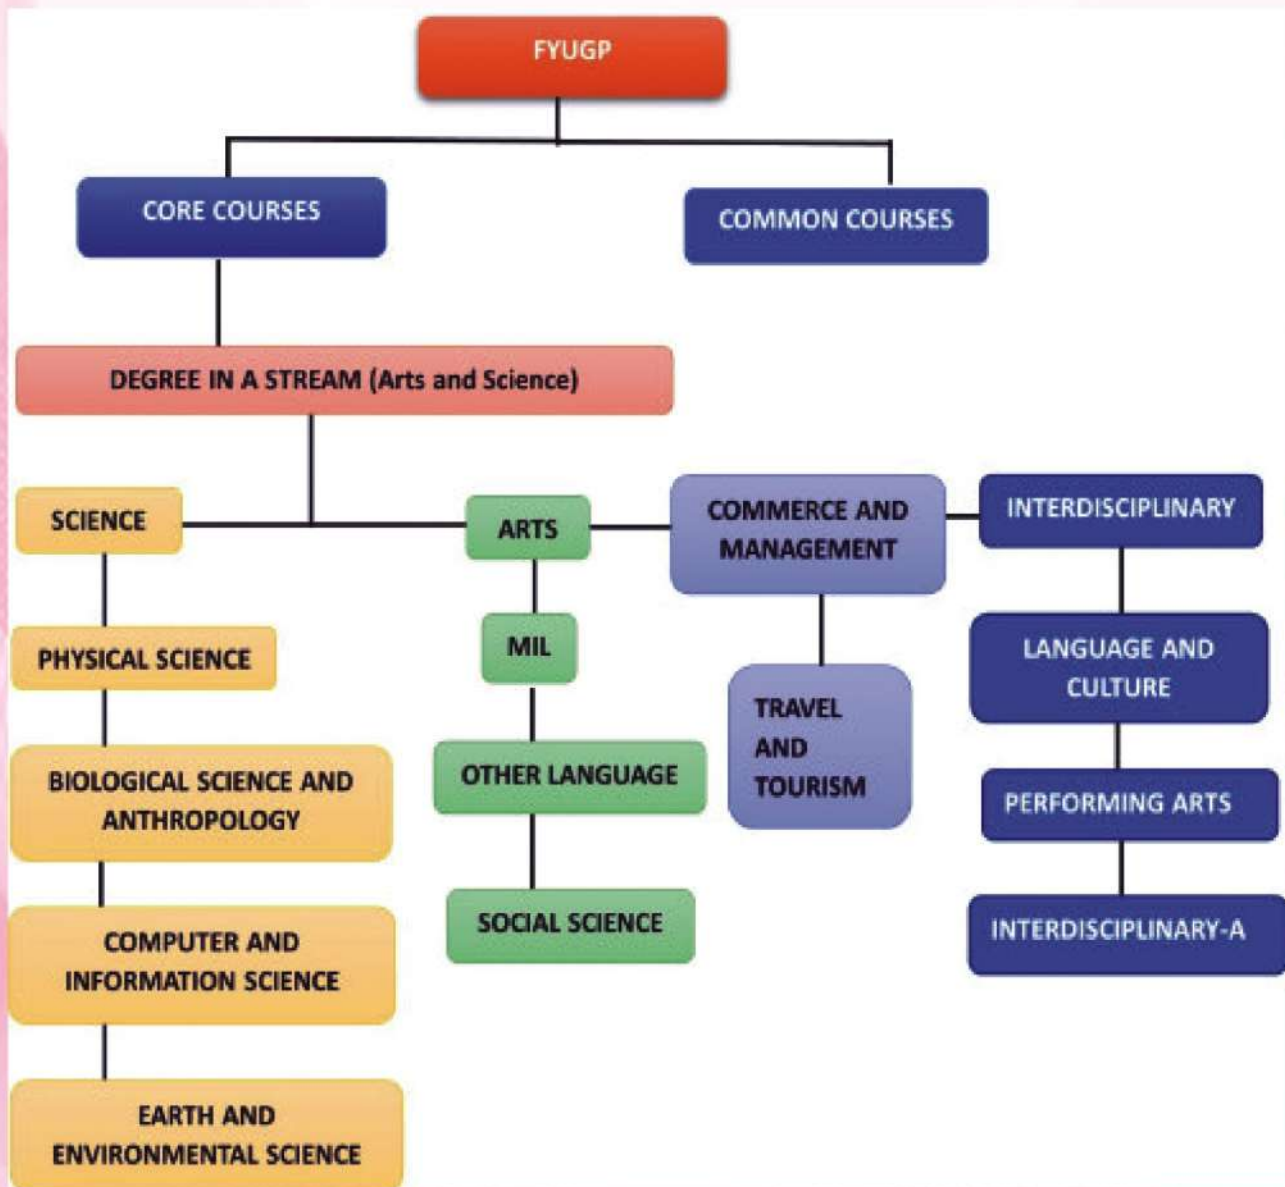 FYUGP
CORE COURSES
COMMON COURSES
DEGREE IN A STREAM (Arts and Science)
SCIENCE
ARTS
COMMERCE AND
MANAGEMENT
INTERDISCIPLINARY
PHYSICAL SCIENCE
MIL
TRAVEL
AND
TOURISM
LANGUAGE AND
CULTURE
BIOLOGICAL SCIENCE AND
ANTHROPOLOGY
OTHER LANGUAGE
PERFORMING ARTS
COMPUTER AND
INFORMATION SCIENCE
SOCIAL SCIENCE
INTERDISCIPLINARY-A
EARTH AND
ENVIRONMENTAL SCIENCE